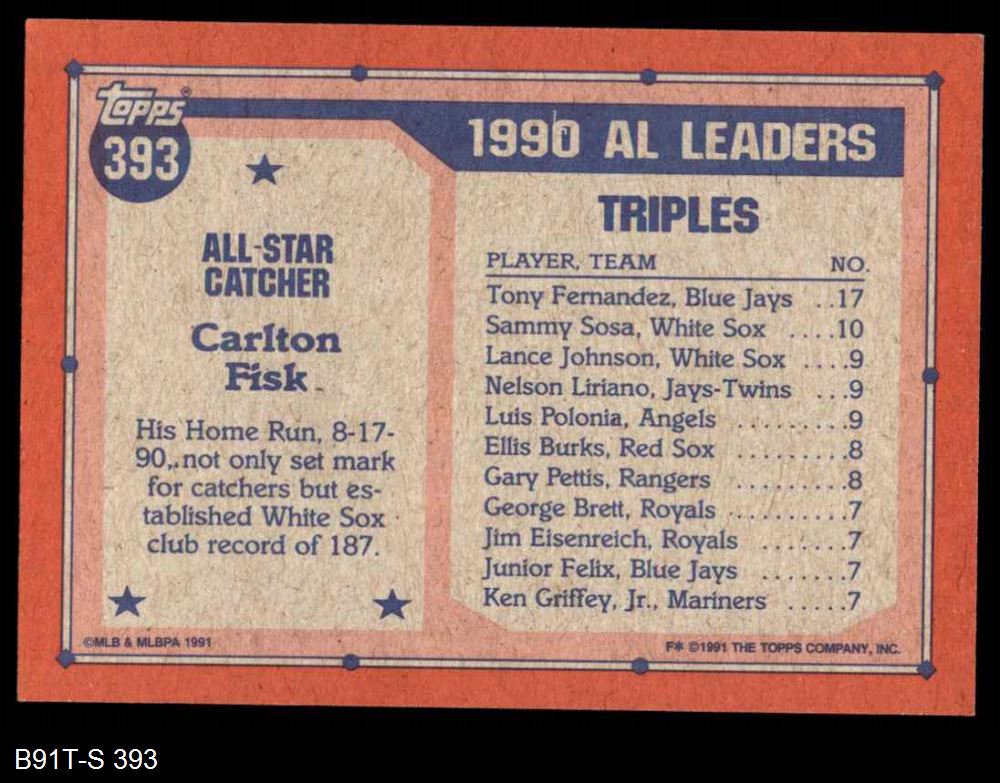 topps®
393
1990 AL LEADERS
ALL-STAR
CATCHER
Carlton
Fisk
His Home Run, 8-17-
90, not only set mark
for catchers but es-
tablished White Sox
club record of 187.
TRIPLES
PLAYER, TEAM NO.
Tony Fernandez, Blue Jays ..17
Sammy Sosa, White Sox ....10
Lance Johnson, White Sox ....9
Nelson Liriano, Jays-Twins ...9
Luis Polonia, Angels .........9
Ellis Burks, Red Sox .........8
Gary Pettis, Rangers .........8
George Brett, Royals .........7
Jim Eisenreich, Royals .......7
Junior Felix, Blue Jays .......7
Ken Griffey, Jr., Mariners .....7
©MLB & MLBPA 1991
F* ©1991 THE TOPPS COMPANY, INC.
B91T-S 393